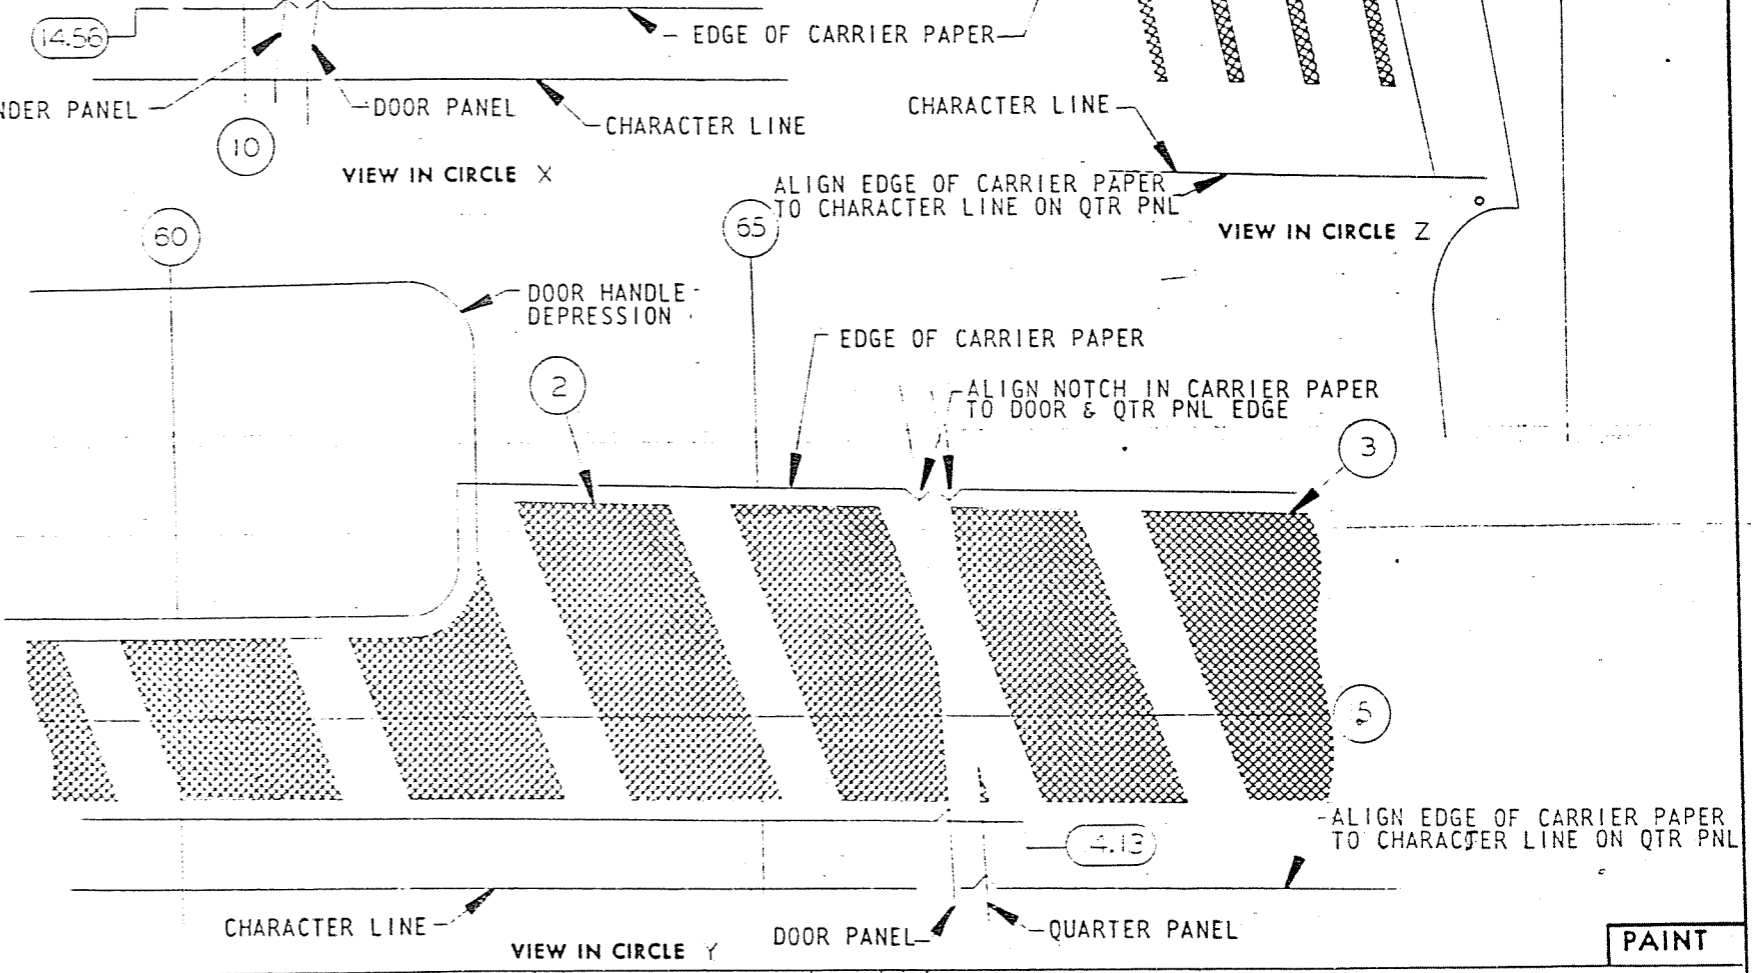 14.56
EDGE OF CARRIER PAPER
NDER PANEL
DOOR PANEL
CHARACTER LINE
10
VIEW IN CIRCLE X
CHARACTER LINE
ALIGN EDGE OF CARRIER PAPER
TO CHARACTER LINE ON QTR PNL
VIEW IN CIRCLE Z
60
65
DOOR HANDLE
DEPRESSION
EDGE OF CARRIER PAPER
2
ALIGN NOTCH IN CARRIER PAPER
TO DOOR & QTR PNL EDGE
3
5
4.13
ALIGN EDGE OF CARRIER PAPER
TO CHARACTER LINE ON QTR PNL
CHARACTER LINE
VIEW IN CIRCLE Y
DOOR PANEL
QUARTER PANEL
PAINT